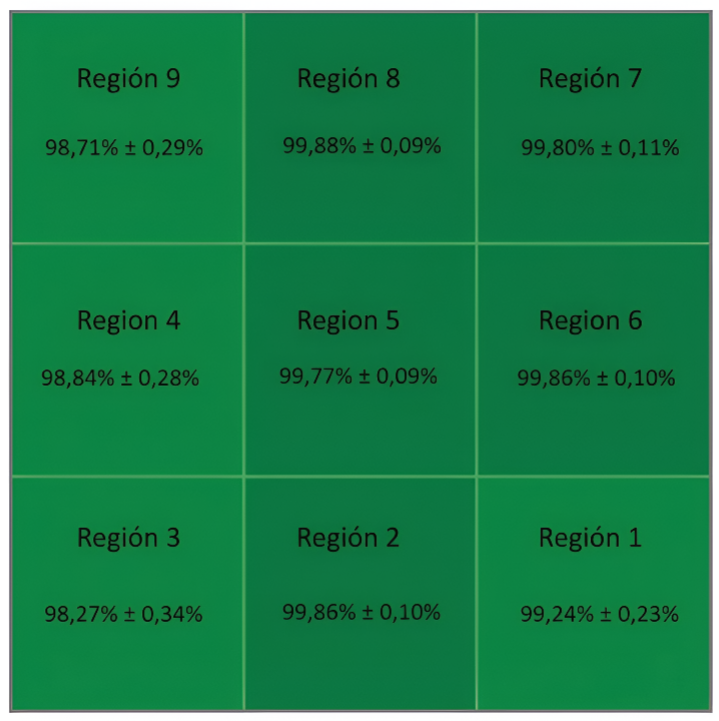 Región 9
98,71% ± 0,29%
Región 8
99,88% ± 0,09%
Región 7
99,80% ± 0,11%
Region 4
98,84% ± 0,28%
Region 5
99,77% ± 0,09%
Region 6
99,86% ± 0,10%
Región 3
98,27% ± 0,34%
Región 2
99,86% ± 0,10%
Región 1
99,24% ± 0,23%